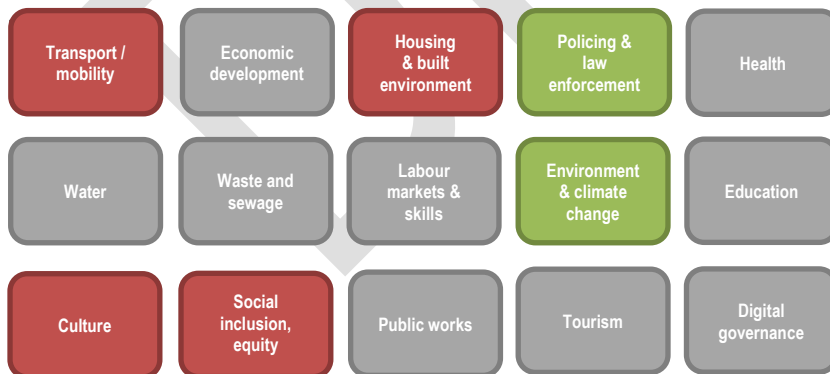 Transport /
mobility
Economic
development
Housing
& built
environment
Policing &
law
enforcement
Health
Water
Waste and
sewage
Labour
markets &
skills
Environment
& climate
change
Education
Culture
Social
inclusion,
equity
Public works
Tourism
Digital
governance